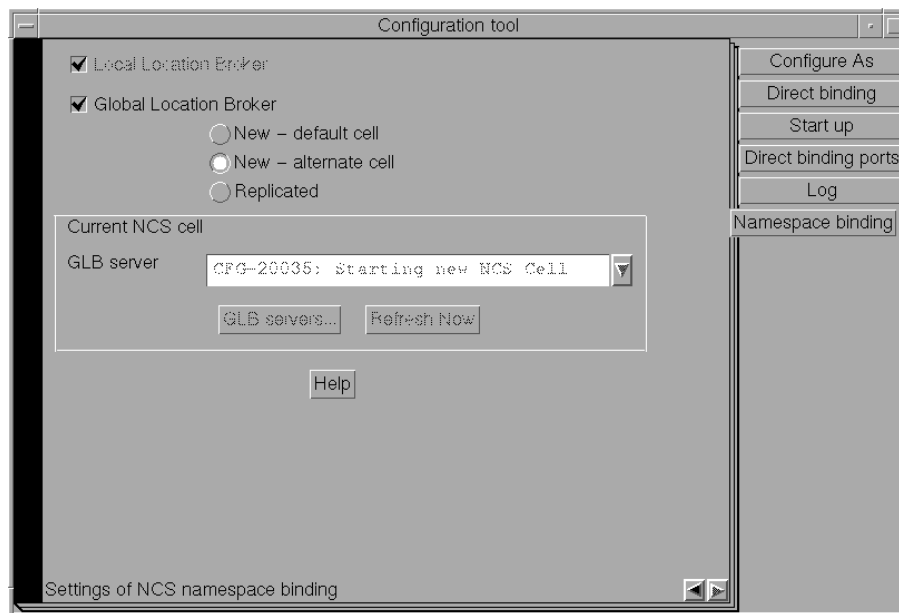 Configuration tool
Local Location Broker
Global Location Broker
New – default cell
New – alternate cell
Replicated
Current NCS cell
GLB server
CFG-20035: Starting new NCS Cell
GLB servers...
Refresh Now
Help
Settings of NCS namespace binding
Configure As
Direct binding
Start up
Direct binding ports
Log
Namespace binding